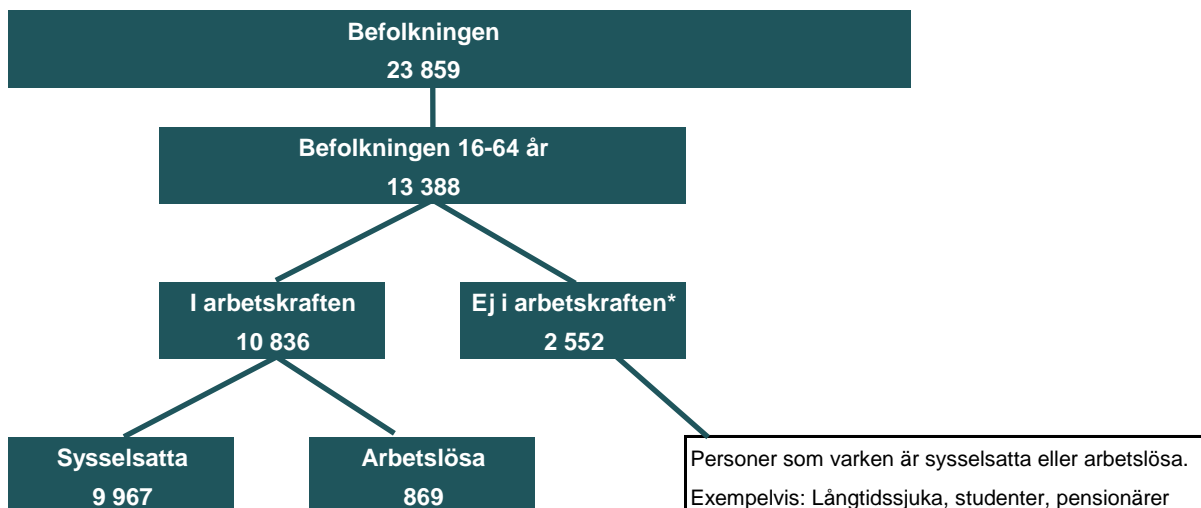 Befolkningen
23 859
Befolkningen 16-64 år
13 388
I arbetskraften
10 836
Ej i arbetskraften*
2 552
Sysselsatta
9 967
Arbetslösa
869
Personer som varken är sysselsatta eller arbetslösa.
Exempelvis: Långtidssjuka, studenter, pensionärer